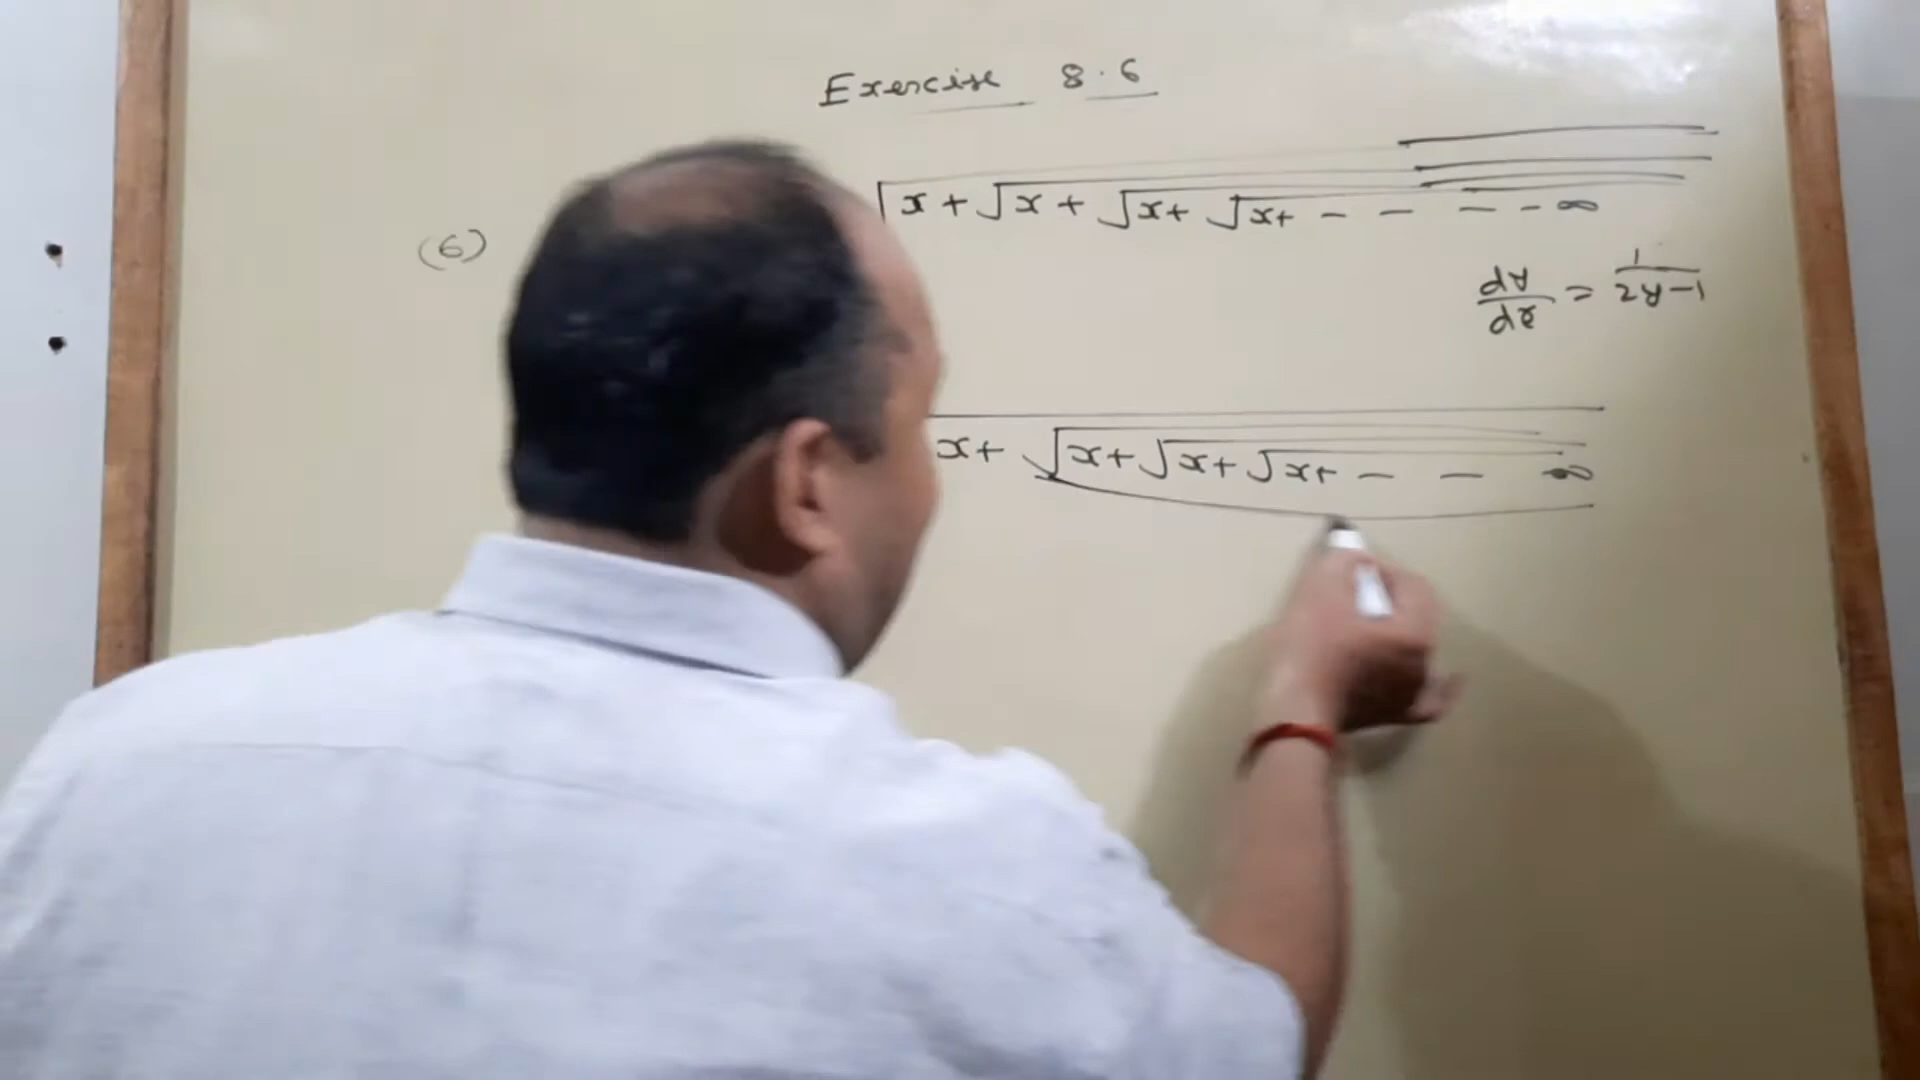 Exercise 8.6
(6) √x + √x + √x+ √x+ - - - - ∞
dy/dx = 1/2y-1
x+ √x+ √x+ √x+ - - ∞